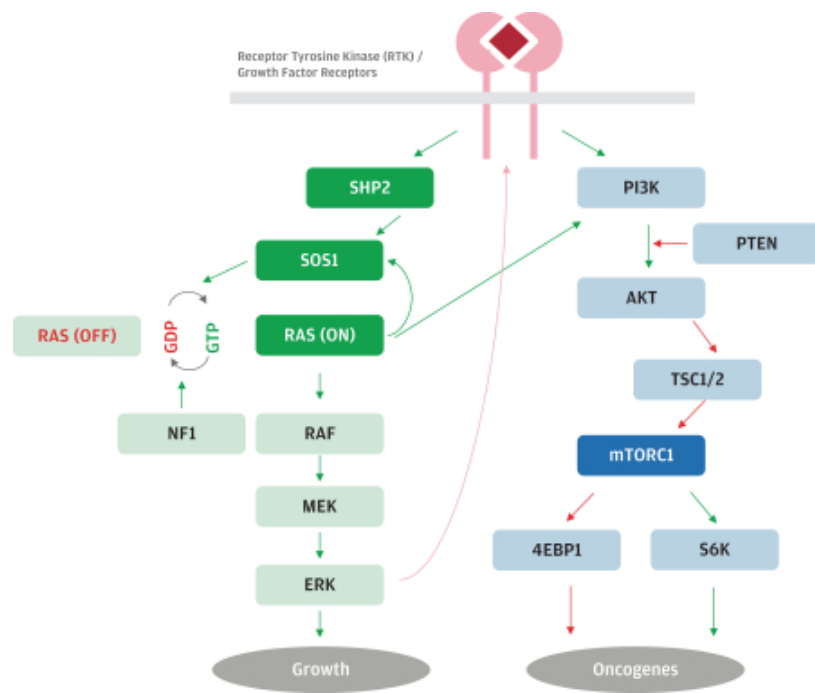 Receptor Tyrosine Kinase (RTK) /
Growth Factor Receptors
SHP2
PI3K
SOS1
PTEN
AKT
RAS (OFF)
GDP
GTP
RAS (ON)
TSC1/2
NF1
RAF
mTORC1
MEK
4EBP1
S6K
ERK
Growth
Oncogenes